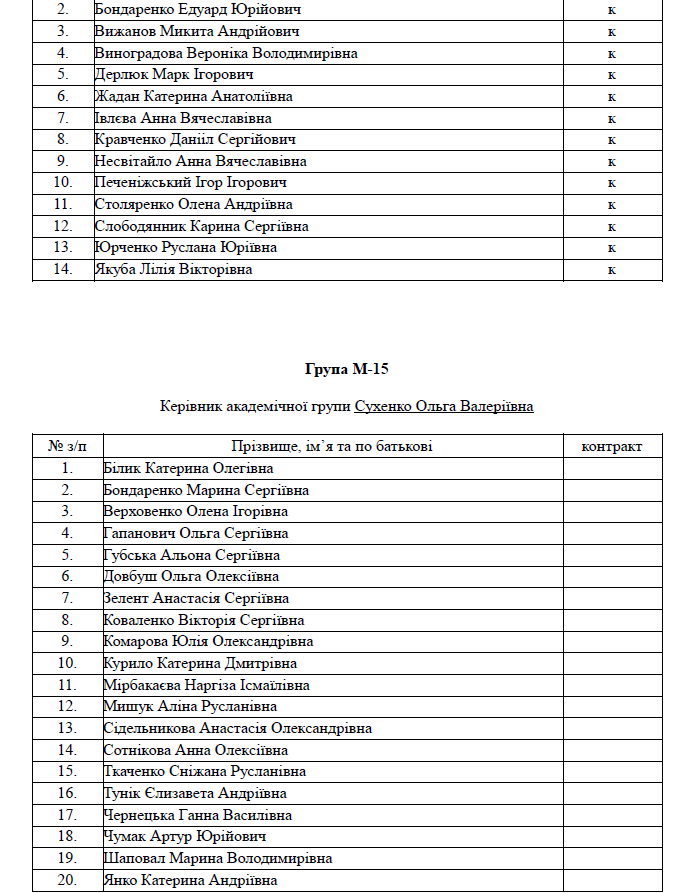 2. Бондаренко Едуард Юрійович к
3. Вижанов Микита Андрійович к
4. Виноградова Вероніка Володимирівна к
5. Дерлюк Марк Ігорович к
6. Жадан Катерина Анатоліївна к
7. Івлєва Анна Вячеславівна к
8. Кравченко Данііл Сергійович к
9. Несвітайло Анна Вячеславівна к
10. Печеніжський Ігор Ігорович к
11. Столяренко Олена Андріївна к
12. Слободянник Карина Сергіївна к
13. Юрченко Руслана Юріївна к
14. Якуба Лілія Вікторівна к
Група М-15
Керівник академічної групи Сухенко Ольга Валеріївна
№ з/п Прізвище, ім’я та по батькові контракт
1. Білик Катерина Олегівна
2. Бондаренко Марина Сергіївна
3. Верховенко Олена Ігорівна
4. Гапанович Ольга Сергіївна
5. Губська Альона Сергіївна
6. Довбуш Ольга Олексіївна
7. Зелент Анастасія Сергіївна
8. Коваленко Вікторія Сергіївна
9. Комарова Юлія Олександрівна
10. Курило Катерина Дмитрівна
11. Мірбакаєва Наргіза Ісмаїлівна
12. Мишук Аліна Русланівна
13. Сідельникова Анастасія Олександрівна
14. Сотнікова Анна Олексіївна
15. Ткаченко Сніжана Русланівна
16. Тунік Єлизавета Андріївна
17. Чернецька Ганна Василівна
18. Чумак Артур Юрійович
19. Шаповал Марина Володимирівна
20. Янко Катерина Андріївна